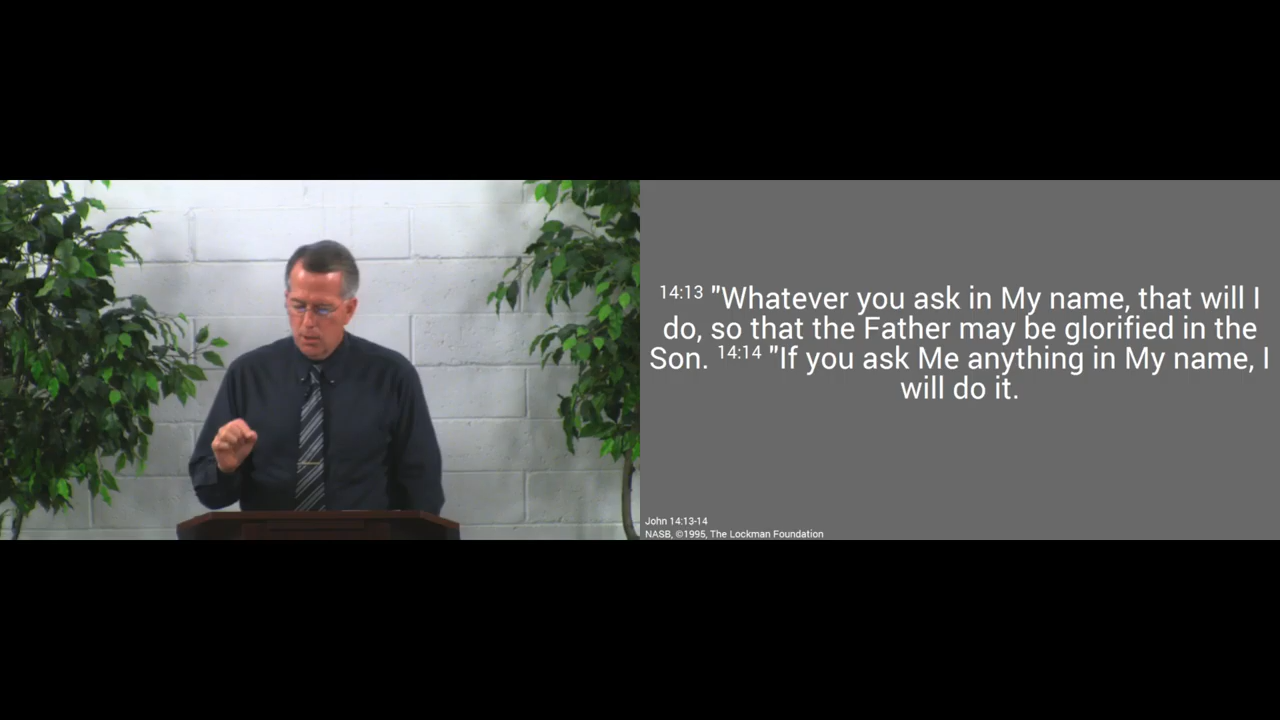 14:13 "Whatever you ask in My name, that will I
do, so that the Father may be glorified in the
Son. 14:14 "If you ask Me anything in My name, I
will do it.
John 14:13-14
NASB, ©1995, The Lockman Foundation